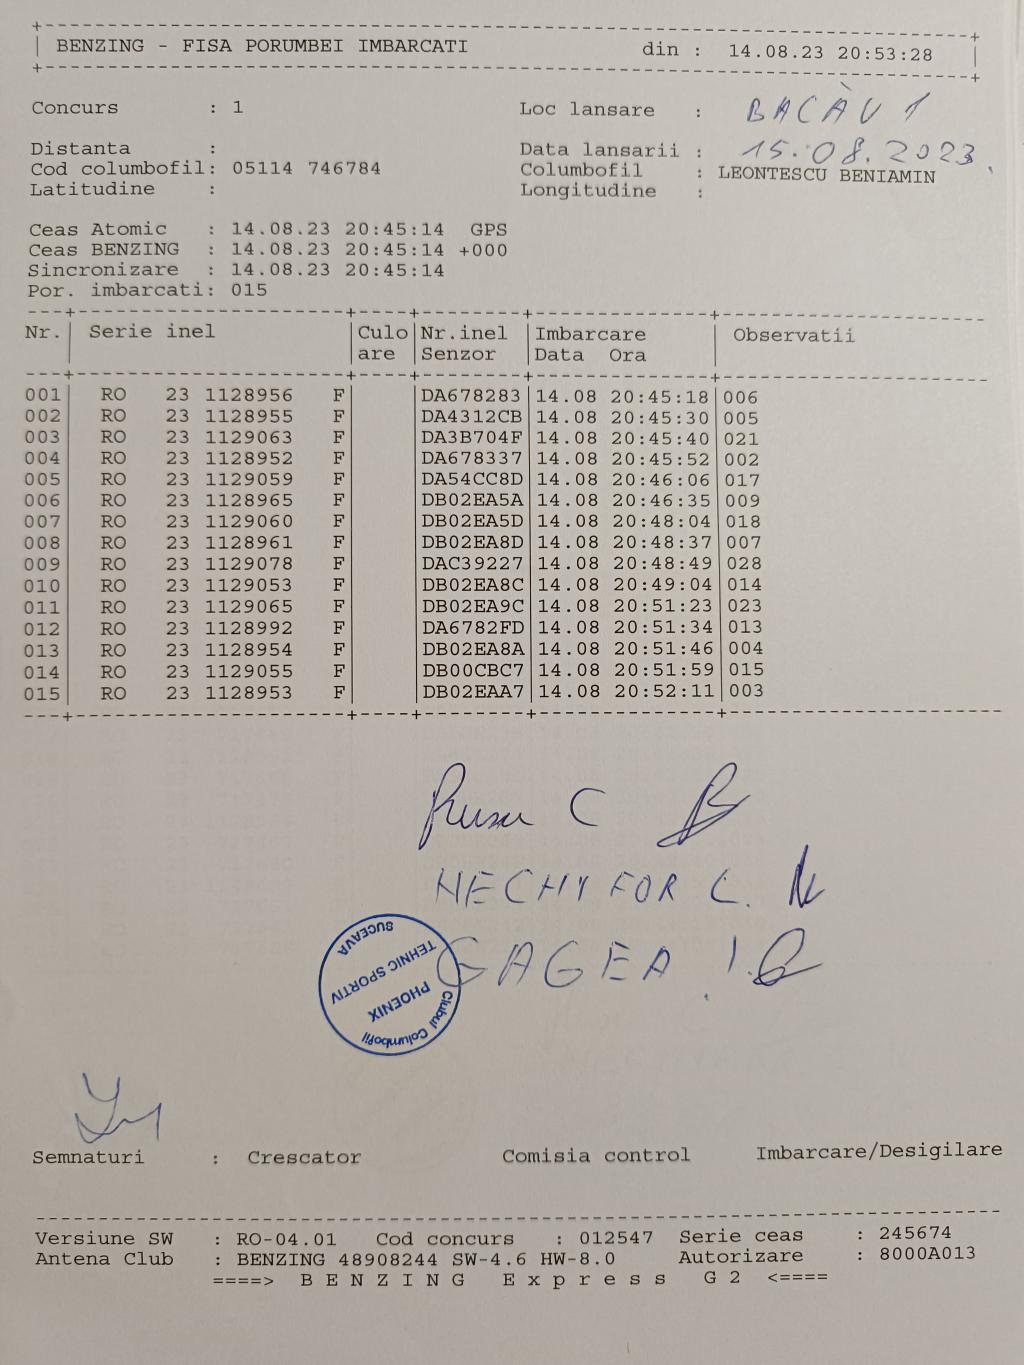 BENZING - FISA PORUMBEI IMBARCATI din : 14.08.23 20:53:28
Concurs : 1 Loc lansare : BACĂU 1
Distanta : Data lansarii : 15.08.2023.
Cod columbofil: 05114 746784 Columbofil : LEONTESCU BENIAMIN
Latitudine : Longitudine :
Ceas Atomic : 14.08.23 20:45:14 GPS
Ceas BENZING : 14.08.23 20:45:14 +000
Sincronizare : 14.08.23 20:45:14
Por. imbarcati: 015
Nr. Serie inel Culo Nr.inel Imbarcare Observatii
are Senzor Data Ora
001 RO 23 1128956 F DA678283 14.08 20:45:18 006
002 RO 23 1128955 F DA4312CB 14.08 20:45:30 005
003 RO 23 1129063 F DA3B704F 14.08 20:45:40 021
004 RO 23 1128952 F DA678337 14.08 20:45:52 002
005 RO 23 1129059 F DA54CC8D 14.08 20:46:06 017
006 RO 23 1128965 F DB02EA5A 14.08 20:46:35 009
007 RO 23 1129060 F DB02EA5D 14.08 20:48:04 018
008 RO 23 1128961 F DB02EA8D 14.08 20:48:37 007
009 RO 23 1129078 F DAC39227 14.08 20:48:49 028
010 RO 23 1129053 F DB02EA8C 14.08 20:49:04 014
011 RO 23 1129065 F DB02EA9C 14.08 20:51:23 023
012 RO 23 1128992 F DA6782FD 14.08 20:51:34 013
013 RO 23 1128954 F DB02EA8A 14.08 20:51:46 004
014 RO 23 1129055 F DB00CBC7 14.08 20:51:59 015
015 RO 23 1128953 F DB02EAA7 14.08 20:52:11 003
Rusu C
NECHIFOR C.
GAGEA I.
Clubul Columbofil
PHOENIX
TEHNIC SPORTIV
SUCEAVA
Semnaturi : Crescator Comisia control Imbarcare/Desigilare
Versiune SW : RO-04.01 Cod concurs : 012547 Serie ceas : 245674
Antena Club : BENZING 48908244 SW-4.6 HW-8.0 Autorizare : 8000A013
====> B E N Z I N G E x p r e s s G 2 <====